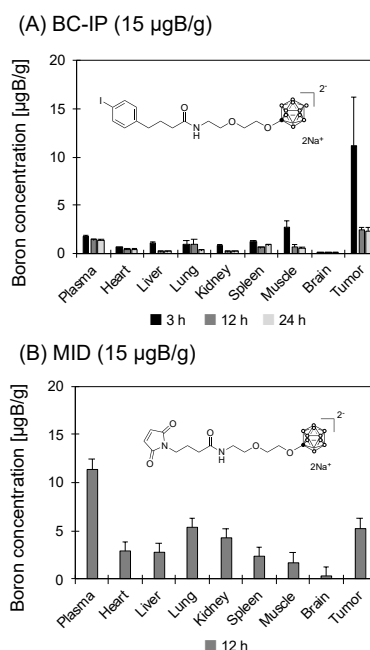 (A) BC-IP (15 µgB/g)
Boron concentration [µgB/g]
20
15
10
5
0
I
O
N
H
O
O
2-
2Na⁺
Plasma
Heart
Liver
Lung
Kidney
Spleen
Muscle
Brain
Tumor
3 h 12 h 24 h
(B) MID (15 µgB/g)
Boron concentration [µgB/g]
20
15
10
5
0
O
N
O
O
N
H
O
O
2-
2Na⁺
Plasma
Heart
Liver
Lung
Kidney
Spleen
Muscle
Brain
Tumor
12 h